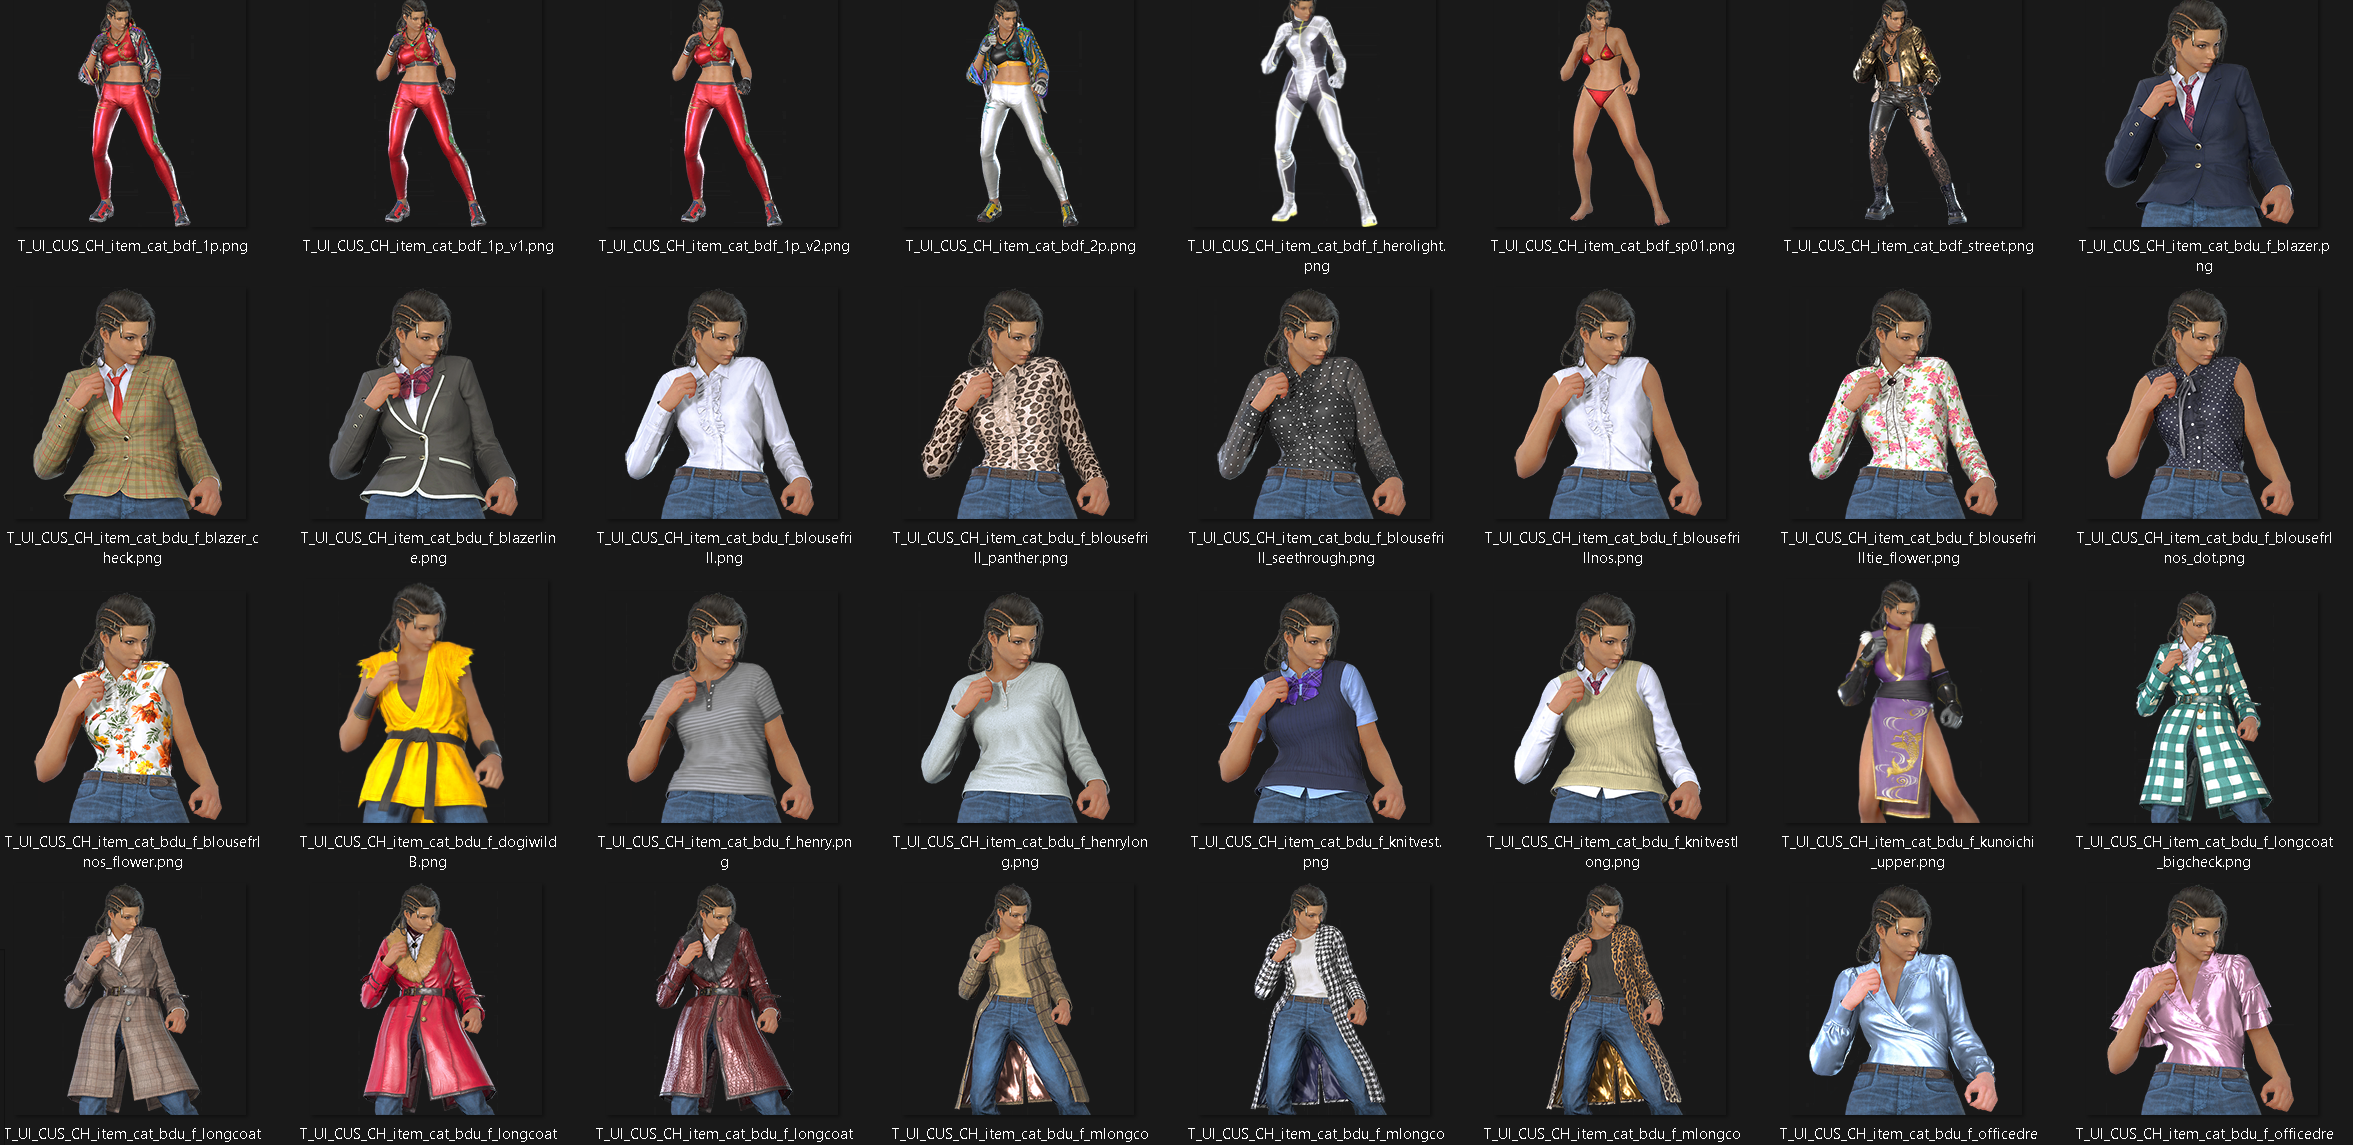 T_UI_CUS_CH_item_cat_bdf_1p.png
T_UI_CUS_CH_item_cat_bdf_1p_v1.png
T_UI_CUS_CH_item_cat_bdf_1p_v2.png
T_UI_CUS_CH_item_cat_bdf_2p.png
T_UI_CUS_CH_item_cat_bdf_f_herolight.
png
T_UI_CUS_CH_item_cat_bdf_sp01.png
T_UI_CUS_CH_item_cat_bdf_street.png
T_UI_CUS_CH_item_cat_bdu_f_blazer.p
ng
T_UI_CUS_CH_item_cat_bdu_f_blazer_c
heck.png
T_UI_CUS_CH_item_cat_bdu_f_blazerlin
e.png
T_UI_CUS_CH_item_cat_bdu_f_blousefri
ll.png
T_UI_CUS_CH_item_cat_bdu_f_blousefri
ll_panther.png
T_UI_CUS_CH_item_cat_bdu_f_blousefri
ll_seethrough.png
T_UI_CUS_CH_item_cat_bdu_f_blousefri
llnos.png
T_UI_CUS_CH_item_cat_bdu_f_blousefri
lltie_flower.png
T_UI_CUS_CH_item_cat_bdu_f_blousefrl
nos_dot.png
T_UI_CUS_CH_item_cat_bdu_f_blousefrl
nos_flower.png
T_UI_CUS_CH_item_cat_bdu_f_dogiwild
B.png
T_UI_CUS_CH_item_cat_bdu_f_henry.pn
g
T_UI_CUS_CH_item_cat_bdu_f_henrylon
g.png
T_UI_CUS_CH_item_cat_bdu_f_knitvest.
png
T_UI_CUS_CH_item_cat_bdu_f_knitvestl
ong.png
T_UI_CUS_CH_item_cat_bdu_f_kunoichi
_upper.png
T_UI_CUS_CH_item_cat_bdu_f_longcoat
_bigcheck.png
T_UI_CUS_CH_item_cat_bdu_f_longcoat
T_UI_CUS_CH_item_cat_bdu_f_longcoat
T_UI_CUS_CH_item_cat_bdu_f_longcoat
T_UI_CUS_CH_item_cat_bdu_f_mlongco
T_UI_CUS_CH_item_cat_bdu_f_mlongco
T_UI_CUS_CH_item_cat_bdu_f_mlongco
T_UI_CUS_CH_item_cat_bdu_f_officedre
T_UI_CUS_CH_item_cat_bdu_f_officedre